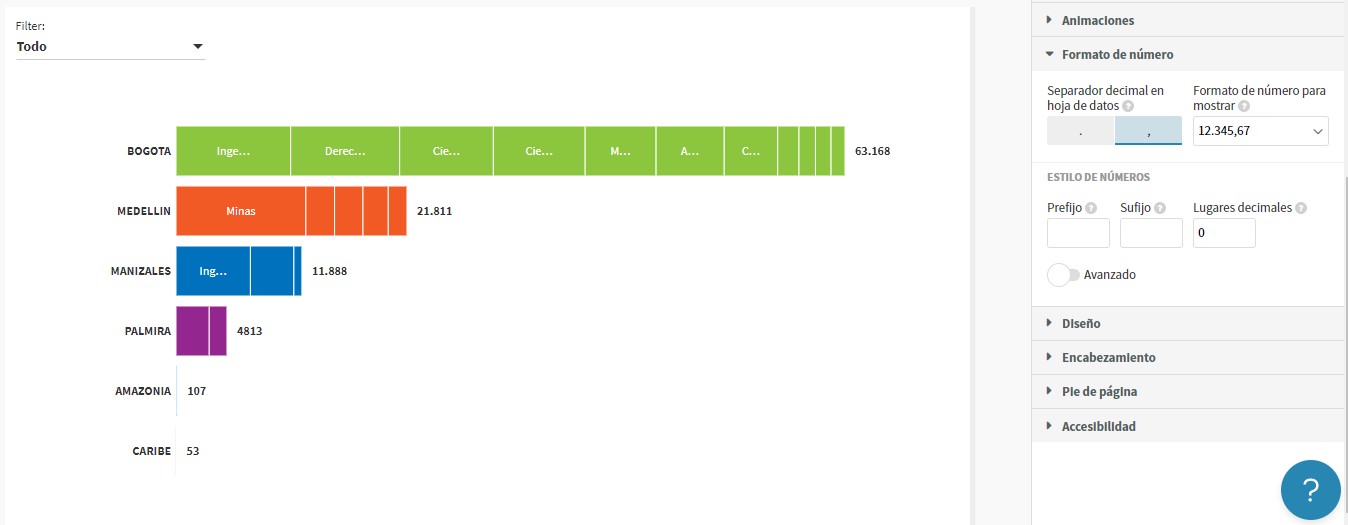 Filter:
Todo
BOGOTA
Inge...
Derec...
Cie...
Cie...
M...
A...
C...
63.168
MEDELLIN
Minas
21.811
MANIZALES
Ing...
11.888
PALMIRA
4813
AMAZONIA
107
CARIBE
53
Animaciones
Formato de número
Separador decimal en
hoja de datos ?
. ,
Formato de número para
mostrar ?
12.345,67
ESTILO DE NÚMEROS
Prefijo ?
Sufijo ?
Lugares decimales ?
0
Avanzado
Diseño
Encabezamiento
Pie de página
Accesibilidad
?